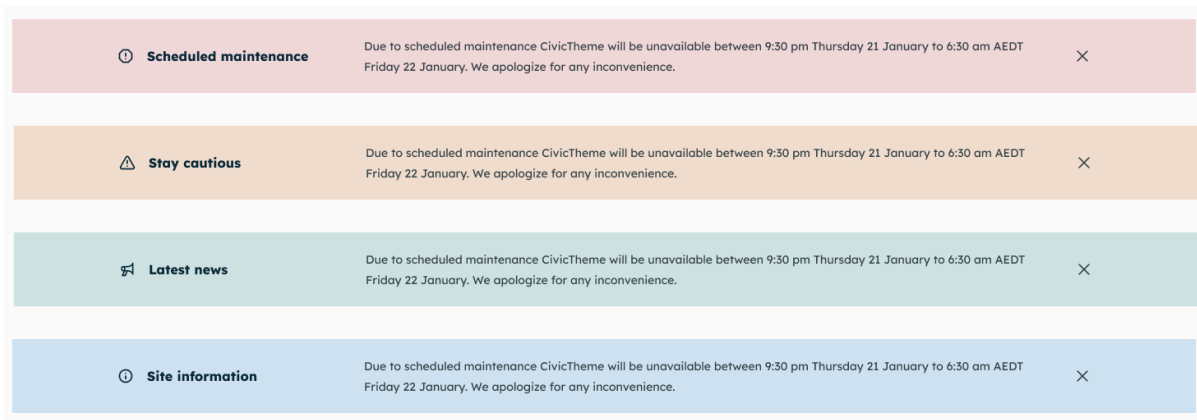 Scheduled maintenance
Due to scheduled maintenance CivicTheme will be unavailable between 9:30 pm Thursday 21 January to 6:30 am AEDT
Friday 22 January. We apologize for any inconvenience.
Stay cautious
Due to scheduled maintenance CivicTheme will be unavailable between 9:30 pm Thursday 21 January to 6:30 am AEDT
Friday 22 January. We apologize for any inconvenience.
Latest news
Due to scheduled maintenance CivicTheme will be unavailable between 9:30 pm Thursday 21 January to 6:30 am AEDT
Friday 22 January. We apologize for any inconvenience.
Site information
Due to scheduled maintenance CivicTheme will be unavailable between 9:30 pm Thursday 21 January to 6:30 am AEDT
Friday 22 January. We apologize for any inconvenience.